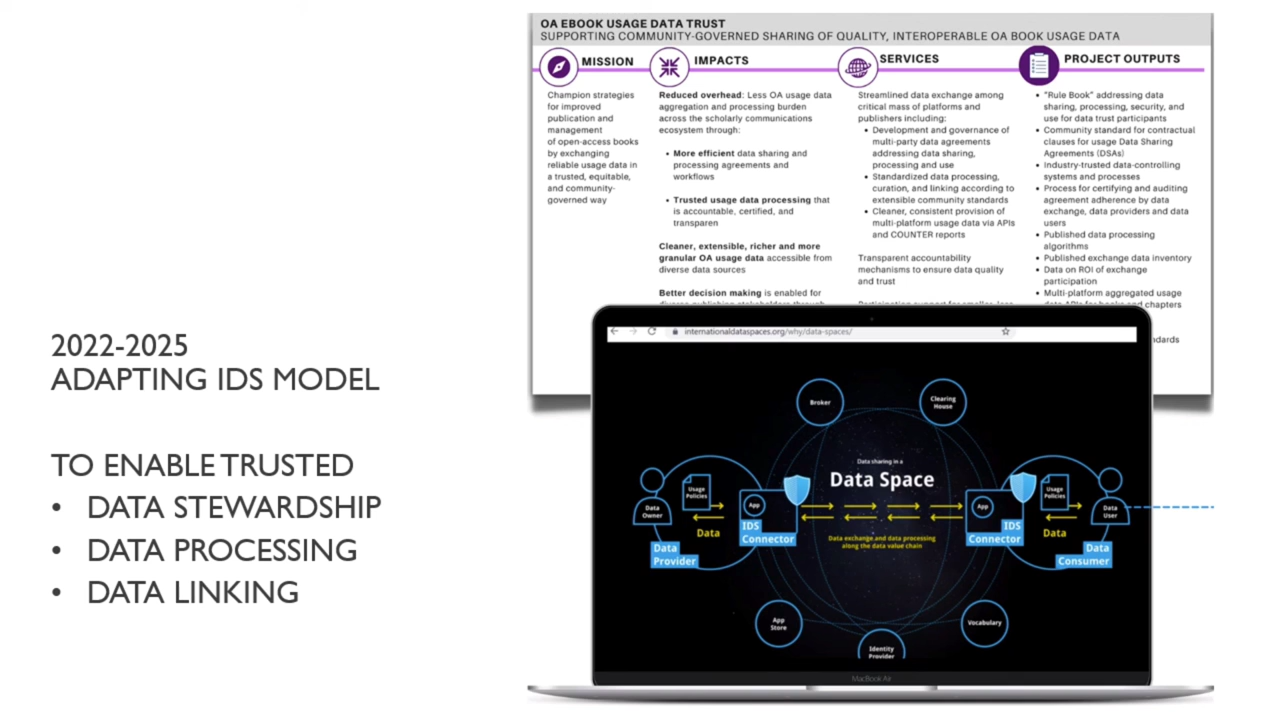 OA EBOOK USAGE DATA TRUST
SUPPORTING COMMUNITY-GOVERNED SHARING OF QUALITY, INTEROPERABLE OA BOOK USAGE DATA
MISSION
Champion strategies
for improved
publication and
management
of open-access books
by exchanging
reliable usage data in
a trusted, equitable,
and community-
governed way
IMPACTS
Reduced overhead: Less OA usage data
aggregation and processing burden
across the scholarly communications
ecosystem through:
• More efficient data sharing and
processing agreements and
workflows
• Trusted usage data processing that
is accountable, certified, and
transparen
Cleaner, extensible, richer and more
granular OA usage data accessible from
diverse data sources
Better decision making is enabled for
SERVICES
Streamlined data exchange among
critical mass of platforms and
publishers including:
• Development and governance of
multi-party data agreements
addressing data sharing,
processing and use
• Standardized data processing,
curation, and linking according to
extensible community standards
• Cleaner, consistent provision of
multi-platform usage data via APIs
and COUNTER reports
Transparent accountability
mechanisms to ensure data quality
and trust
PROJECT OUTPUTS
• "Rule Book" addressing data
sharing, processing, security, and
use for data trust participants
• Community standard for contractual
clauses for usage Data Sharing
Agreements (DSAs)
• Industry-trusted data-controlling
systems and processes
• Process for certifying and auditing
agreement adherence by data
exchange, data providers and data
users
• Published data processing
algorithms
• Published exchange data inventory
• Data on ROI of exchange
participation
• Multi-platform aggregated usage
data APIs for books and chapters
ndards
2022-2025
ADAPTING IDS MODEL
TO ENABLE TRUSTED
• DATA STEWARDSHIP
• DATA PROCESSING
• DATA LINKING
internationaldataspaces.org/why/data-spaces/
Broker
Clearing
House
Data sharing in a
Data Space
Data
Owner
Usage
Policies
Data
Data
Provider
App
IDS
Connector
Data exchange and data processing
along the data value chain
App
IDS
Connector
Usage
Policies
Data
Data
User
Data
Consumer
App
Store
Identity
Provider
Vocabulary
MacBook Air